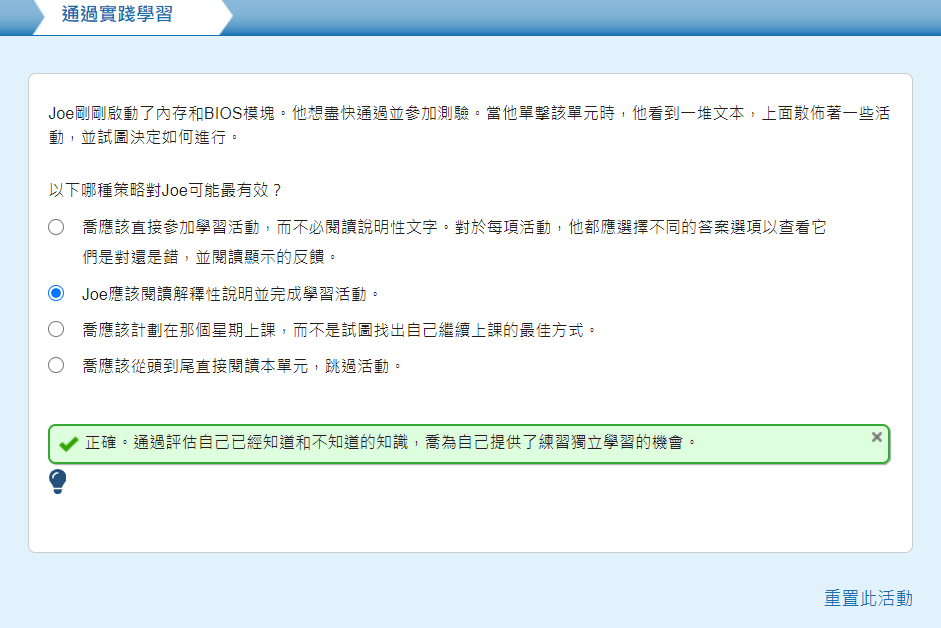 通過實踐學習
Joe剛剛啟動了內存和BIOS模塊。他想盡快通過並參加測驗。當他單擊該單元時，他看到一堆文本，上面散佈著一些活
動，並試圖決定如何進行。
以下哪種策略對Joe可能最有效？
喬應該直接參加學習活動，而不必閱讀說明性文字。對於每項活動，他都應選擇不同的答案選項以查看它
們是對還是錯，並閱讀顯示的反饋。
Joe應該閱讀解釋性說明並完成學習活動。
喬應該計劃在那個星期上課，而不是試圖找出自己繼續上課的最佳方式。
喬應該從頭到尾直接閱讀本單元，跳過活動。
正確。通過評估自己已經知道和不知道的知識，喬為自己提供了練習獨立學習的機會。
重置此活動